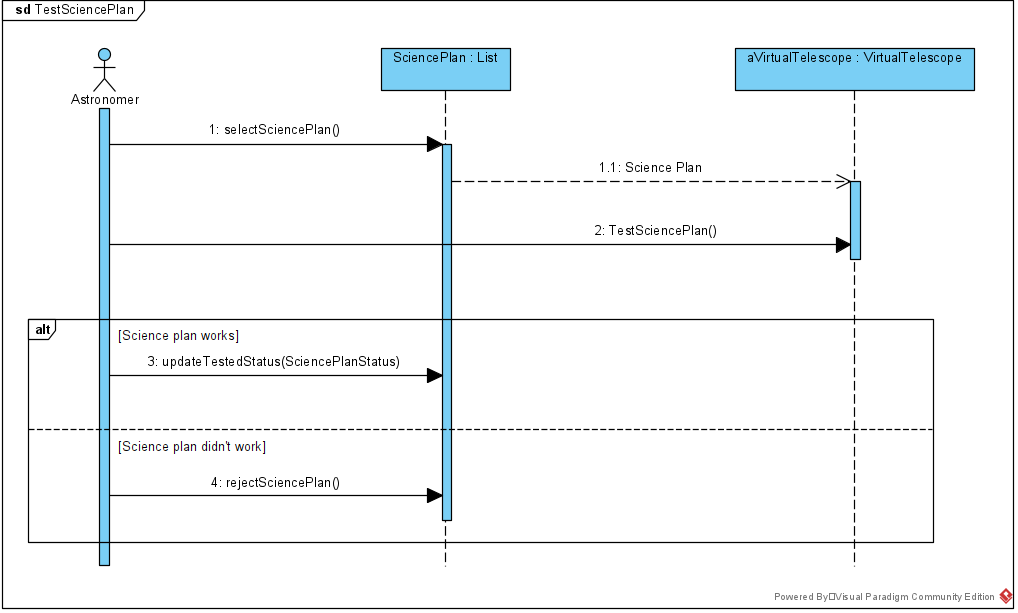 sd TestSciencePlan
SciencePlan : List
aVirtualTelescope : VirtualTelescope
Astronomer
1: selectSciencePlan()
1.1: Science Plan
2: TestSciencePlan()
alt
[Science plan works]
3: updateTestedStatus(SciencePlanStatus)
[Science plan didn't work]
4: rejectSciencePlan()
Powered By▯Visual Paradigm Community Edition